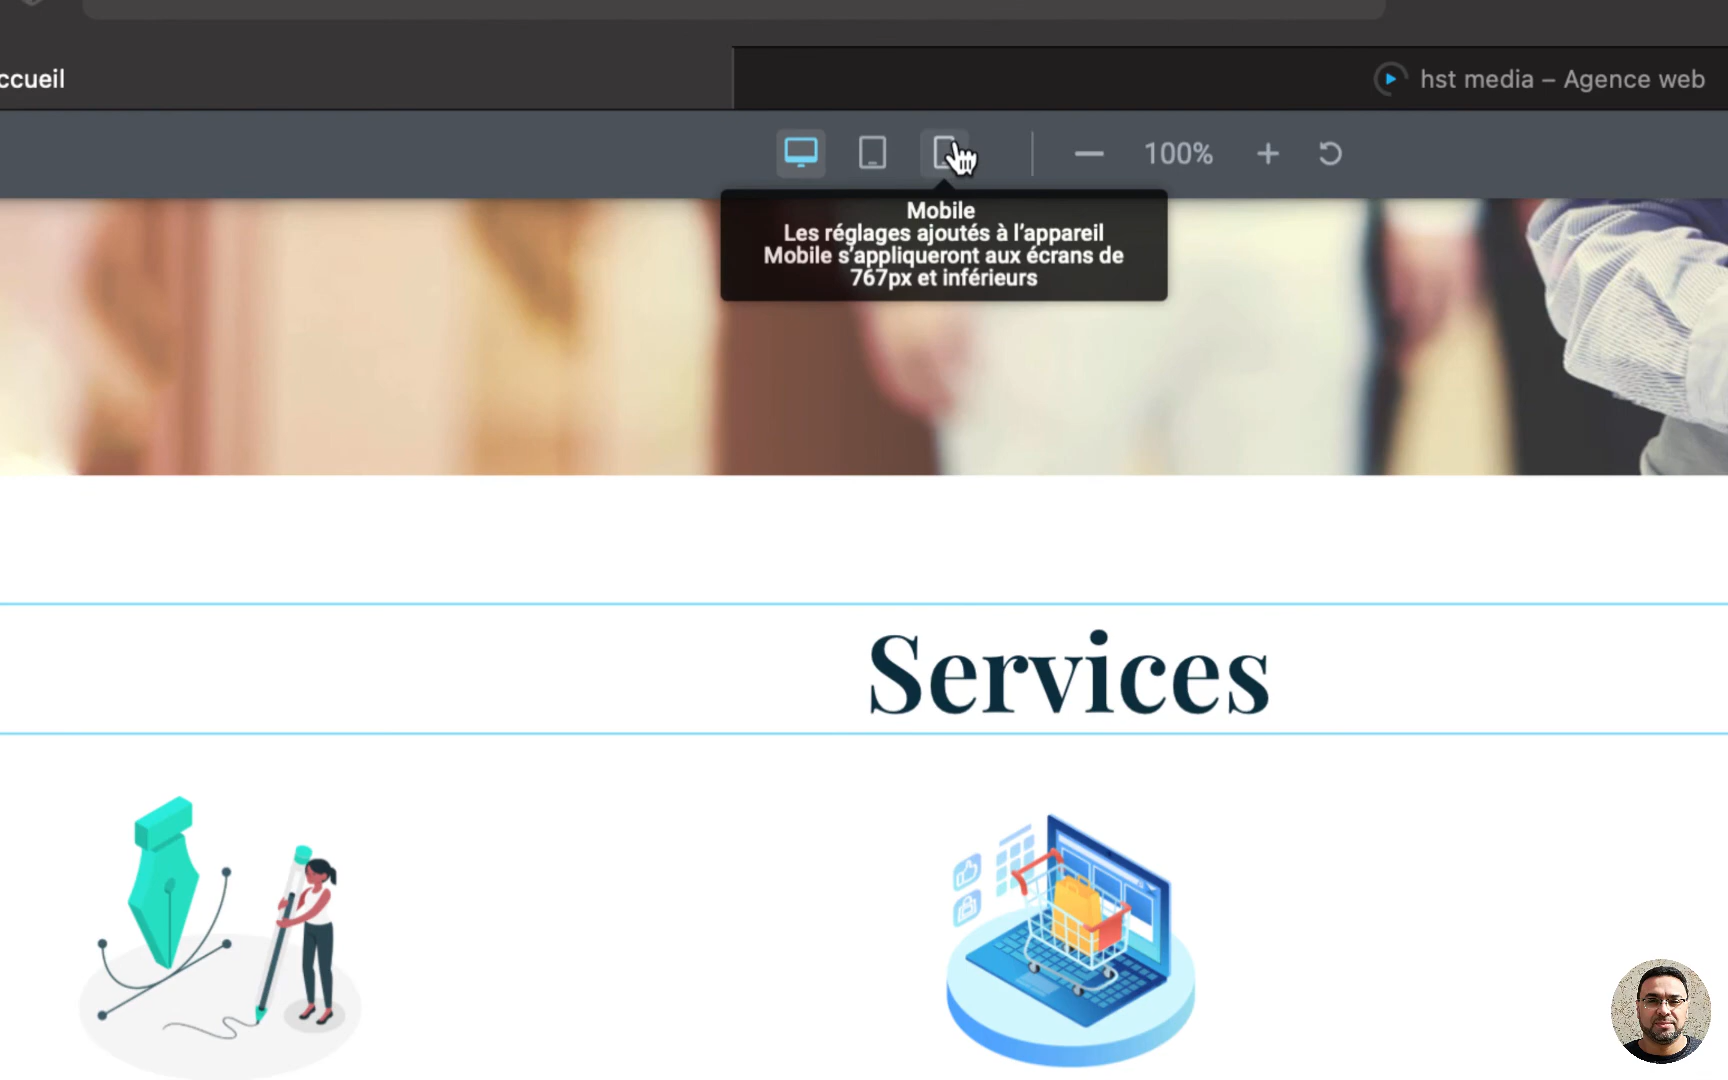 ccueil
hst media – Agence web
100%
Mobile
Les réglages ajoutés à l’appareil
Mobile s’appliqueront aux écrans de
767px et inférieurs
Services